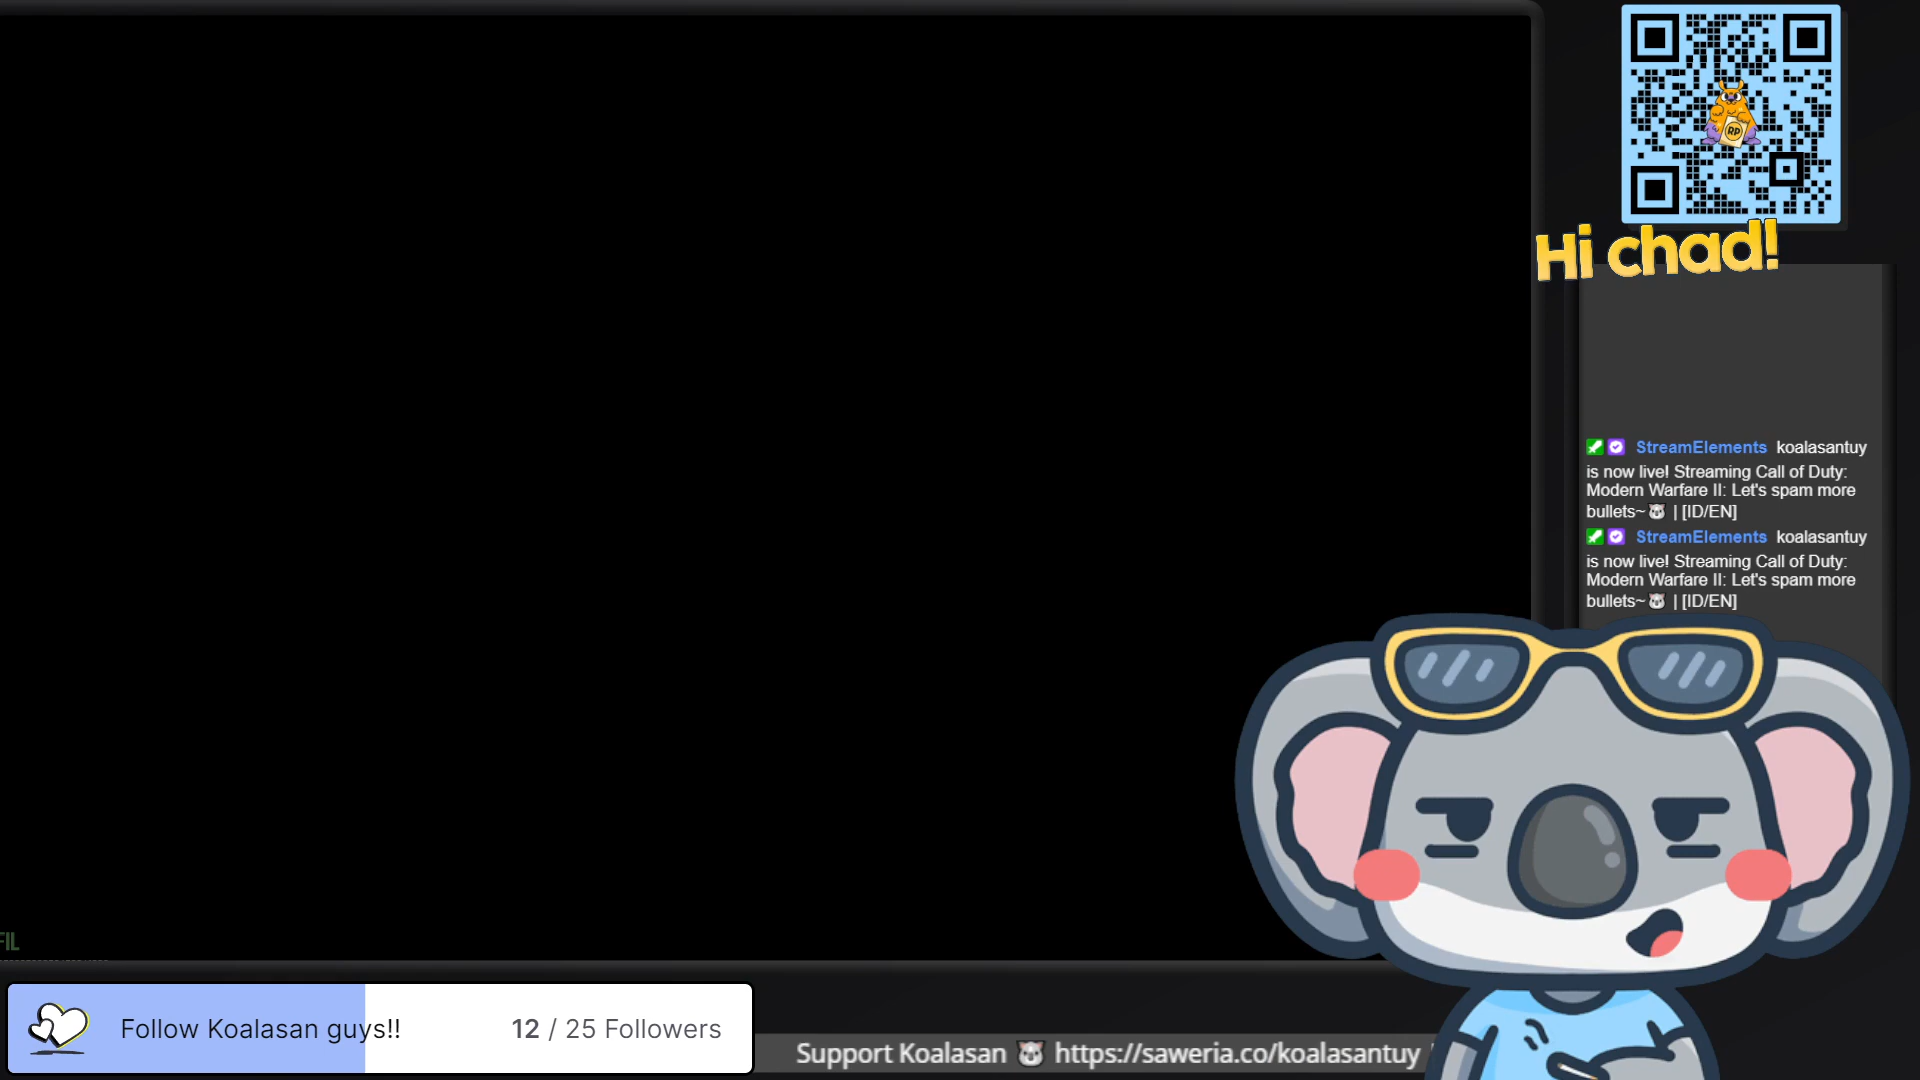 RP
Hi chad!
StreamElements koalasantuy
is now live! Streaming Call of Duty:
Modern Warfare II: Let's spam more
bullets~🐨 | [ID/EN]
StreamElements koalasantuy
is now live! Streaming Call of Duty:
Modern Warfare II: Let's spam more
bullets~🐨 | [ID/EN]
FIL
Follow Koalasan guys!! 12 / 25 Followers
Support Koalasan 🐨 https://saweria.co/koalasantuy